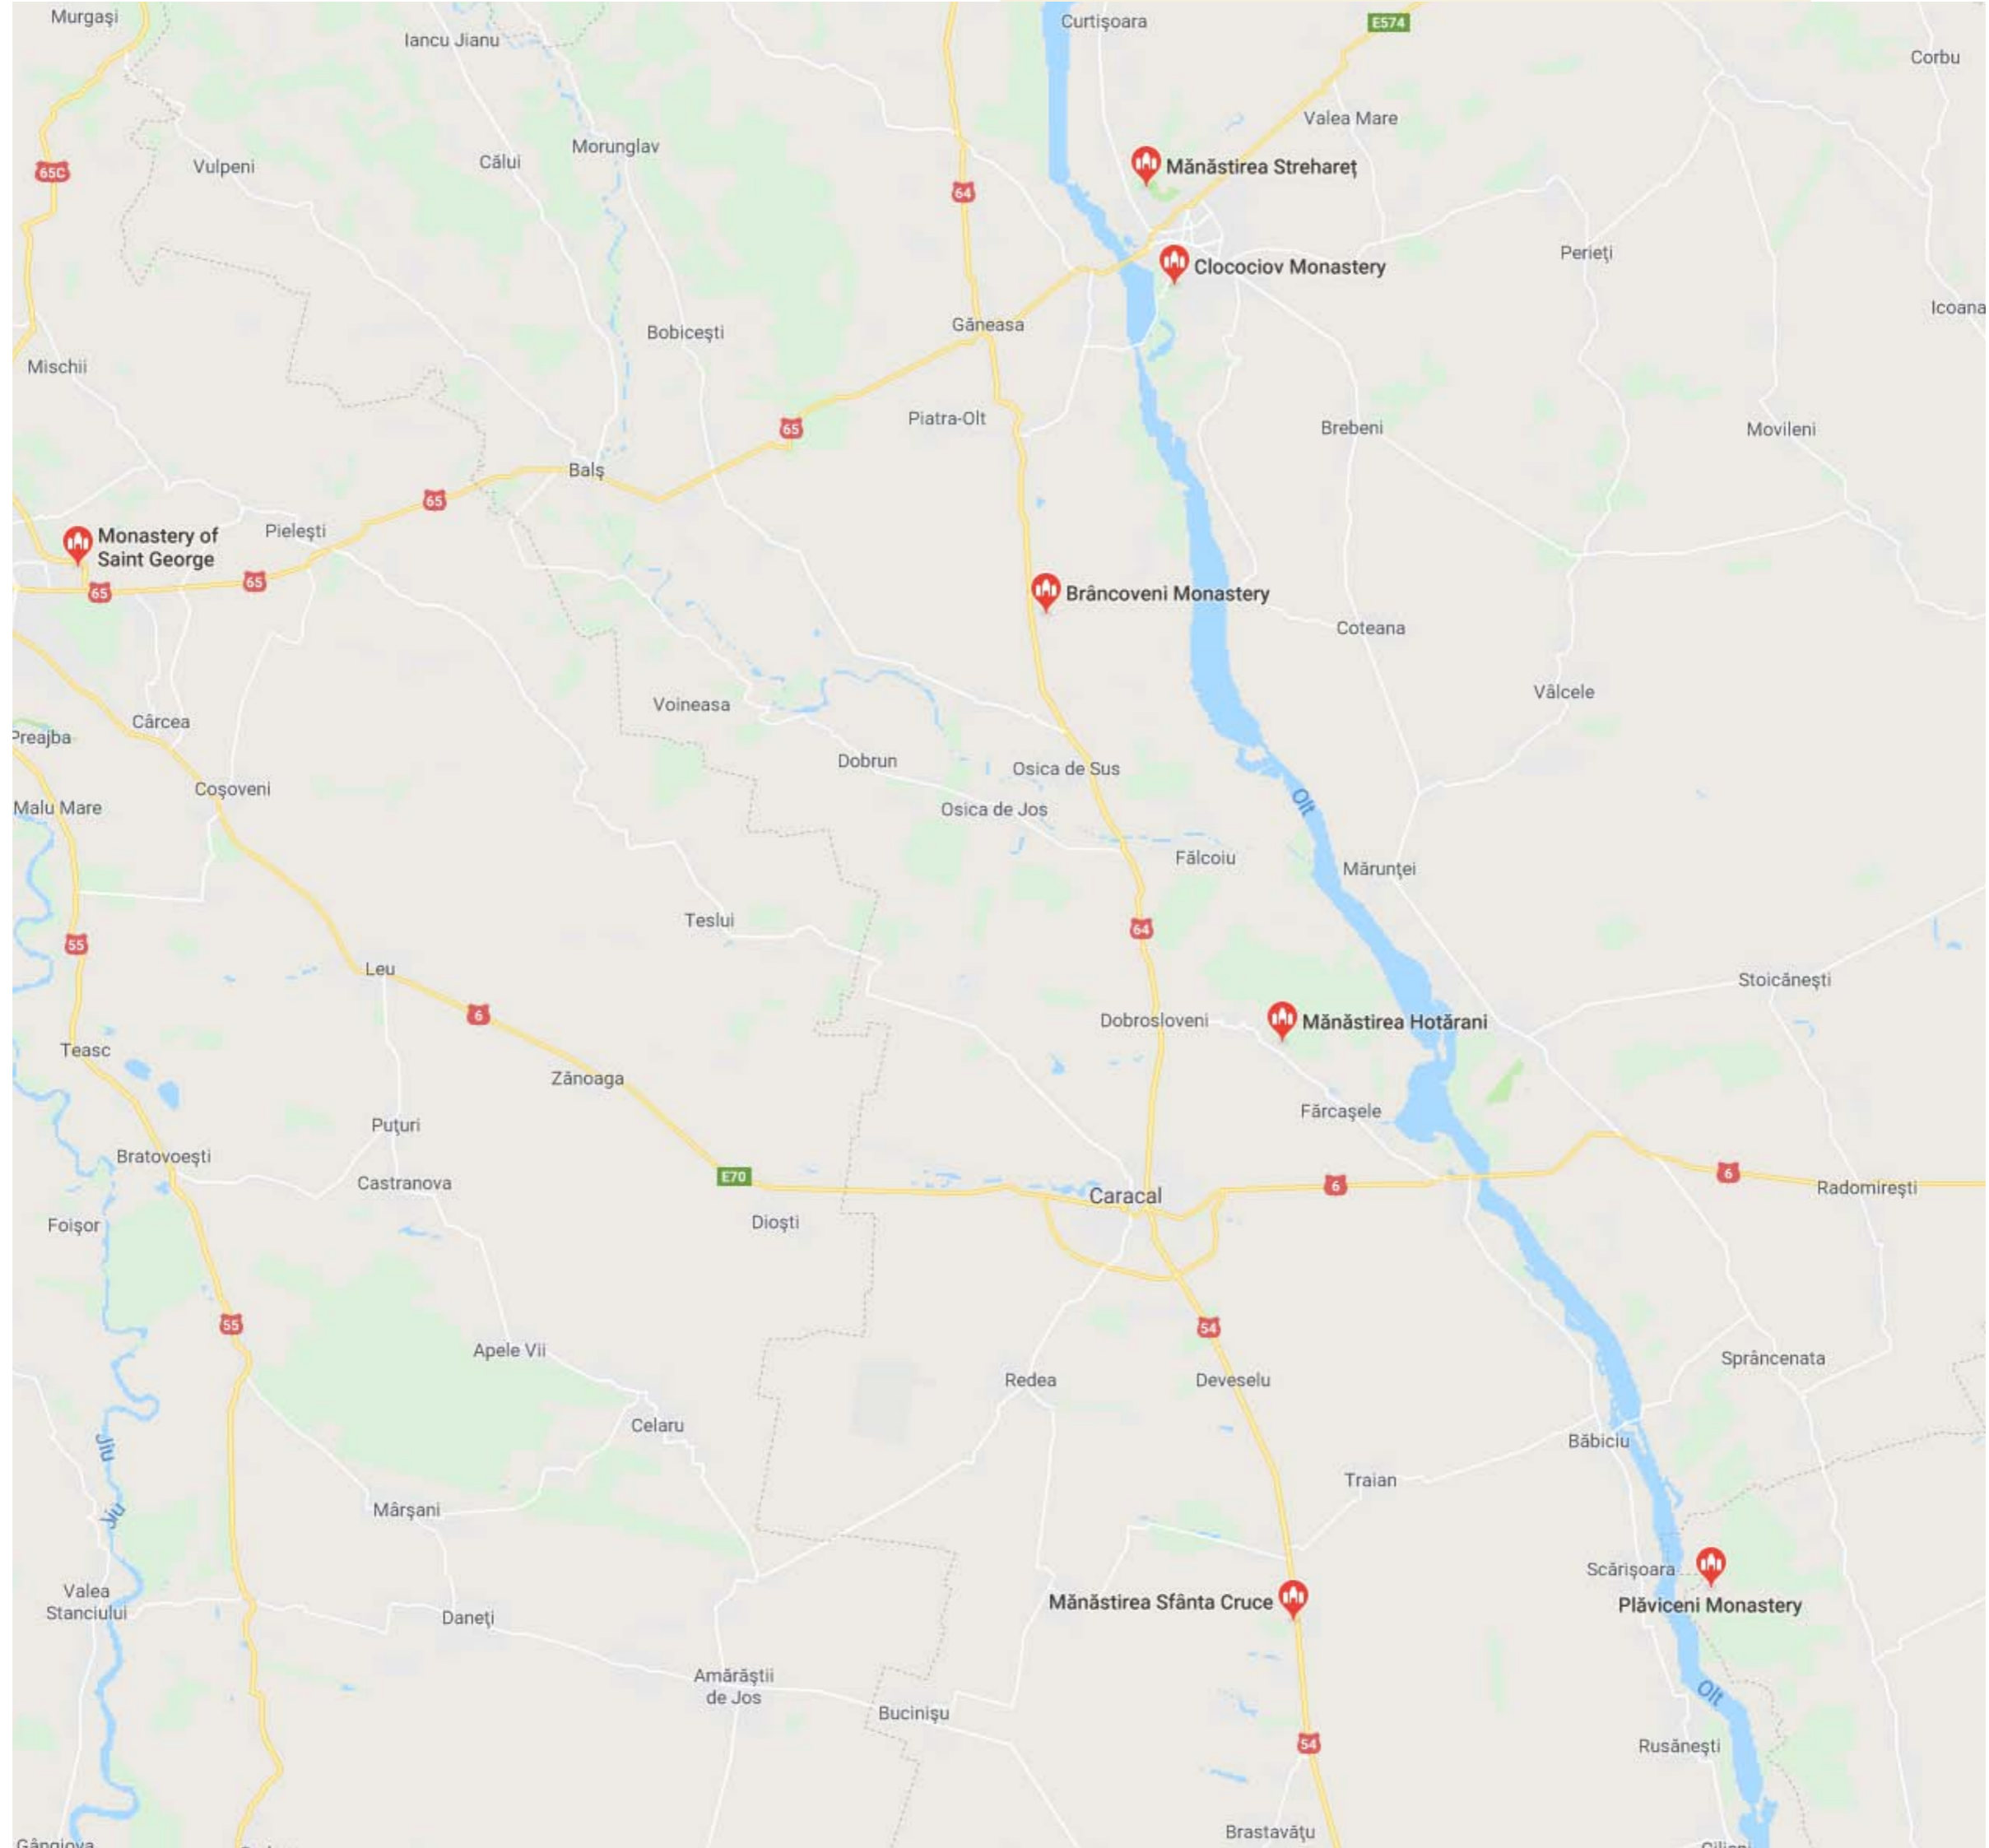 Murgași
Iancu Jianu
Curtișoara
E574
Corbu
Valea Mare
Morunglav
Călui
Vulpeni
65C
Mănăstirea Strehareț
64
Perieți
Clocociov Monastery
Icoana
Găneasa
Bobicești
Mischii
Piatra-Olt
65
Brebeni
Movileni
Balș
65
Pielești
Monastery of
Saint George
65
65
Brâncoveni Monastery
Coteana
Vâlcele
Voineasa
Cârcea
Preajba
Dobrun
Osica de Sus
Coșoveni
Olt
Malu Mare
Osica de Jos
Fălcoiu
Mărunței
Teslui
64
55
Leu
Stoicănești
6
Dobrosloveni
Mănăstirea Hotărani
Teasc
Zănoaga
Fărcașele
Puțuri
Bratovoești
E70
6
6
Castranova
Caracal
Radomirești
Foișor
Dioști
55
54
Apele Vii
Sprâncenata
Redea
Deveselu
Celaru
Băbiciu
Jiu
Traian
Mârșani
Jiu
Scărișoara
Valea
Stanciului
Mănăstirea Sfânta Cruce
Plăviceni Monastery
Daneți
Amărăștii
de Jos
Olt
Bucinișu
54
Rusănești
Brastavățu
Gângiova